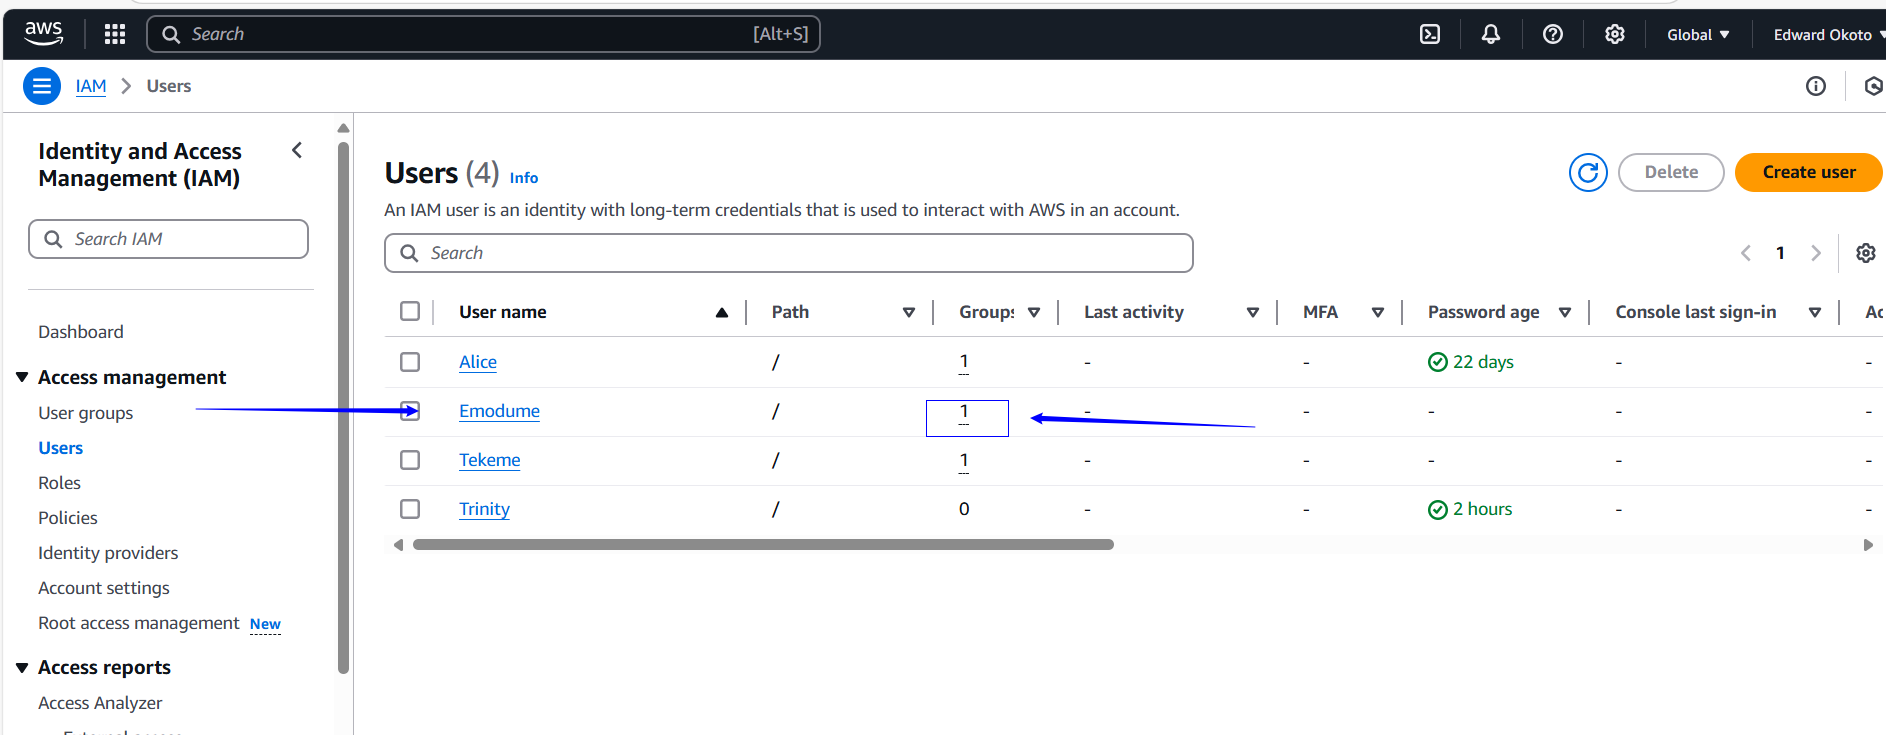 aws
Search [Alt+S]
Global
Edward Okoto
IAM > Users
Identity and Access
Management (IAM)
Search IAM
Dashboard
Access management
User groups
Users
Roles
Policies
Identity providers
Account settings
Root access management New
Access reports
Access Analyzer
Users (4) Info
Delete
Create user
An IAM user is an identity with long-term credentials that is used to interact with AWS in an account.
Search
1
User name Path Groups Last activity MFA Password age Console last sign-in
Alice / 1 - - 22 days - -
Emodume / 1 - - - - -
Tekeme / 1 - - - - -
Trinity / 0 - - 2 hours - -